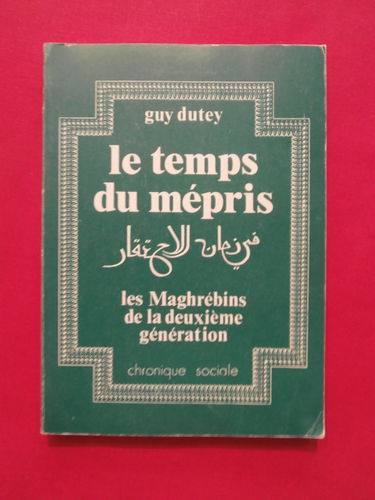 guy dutey
le temps
du mépris
في زمان الاحتقار
les Maghrébins
de la deuxième
génération
chronique sociale